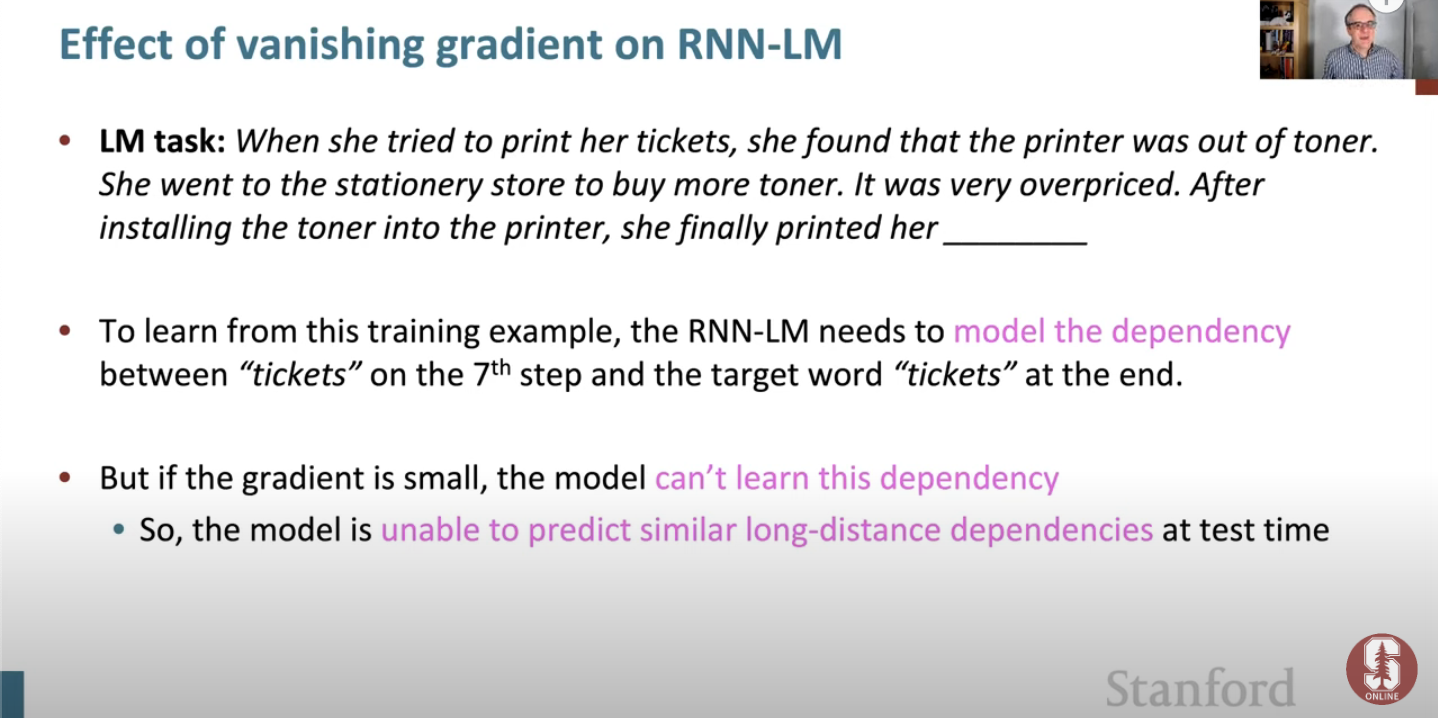 Effect of vanishing gradient on RNN-LM
• LM task: When she tried to print her tickets, she found that the printer was out of toner.
She went to the stationery store to buy more toner. It was very overpriced. After
installing the toner into the printer, she finally printed her ________
• To learn from this training example, the RNN-LM needs to model the dependency
between “tickets” on the 7th step and the target word “tickets” at the end.
• But if the gradient is small, the model can’t learn this dependency
• So, the model is unable to predict similar long-distance dependencies at test time
Stanford
S
ONLINE